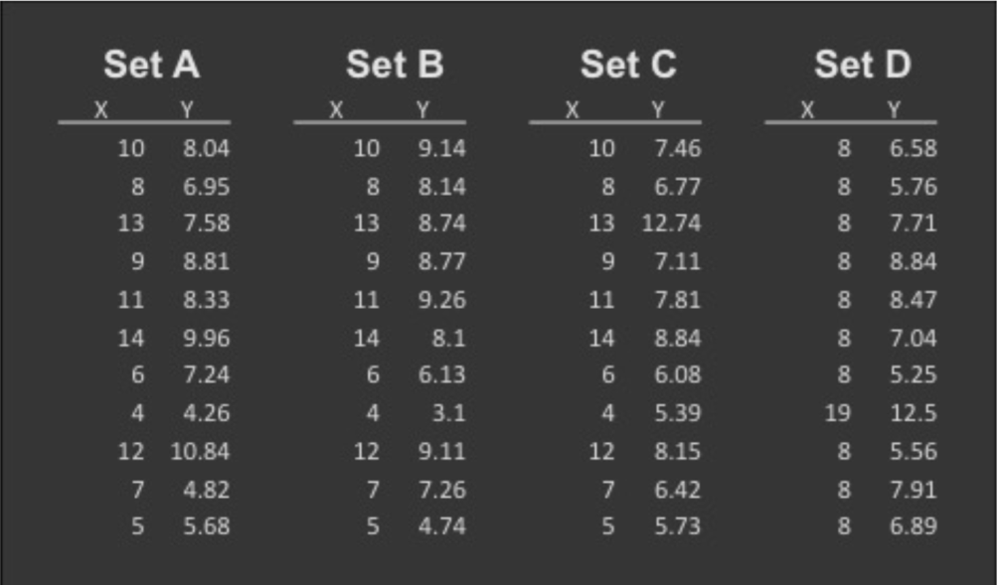 Set A Set B Set C Set D
X Y X Y X Y X Y
10 8.04 10 9.14 10 7.46 8 6.58
8 6.95 8 8.14 8 6.77 8 5.76
13 7.58 13 8.74 13 12.74 8 7.71
9 8.81 9 8.77 9 7.11 8 8.84
11 8.33 11 9.26 11 7.81 8 8.47
14 9.96 14 8.1 14 8.84 8 7.04
6 7.24 6 6.13 6 6.08 8 5.25
4 4.26 4 3.1 4 5.39 19 12.5
12 10.84 12 9.11 12 8.15 8 5.56
7 4.82 7 7.26 7 6.42 8 7.91
5 5.68 5 4.74 5 5.73 8 6.89